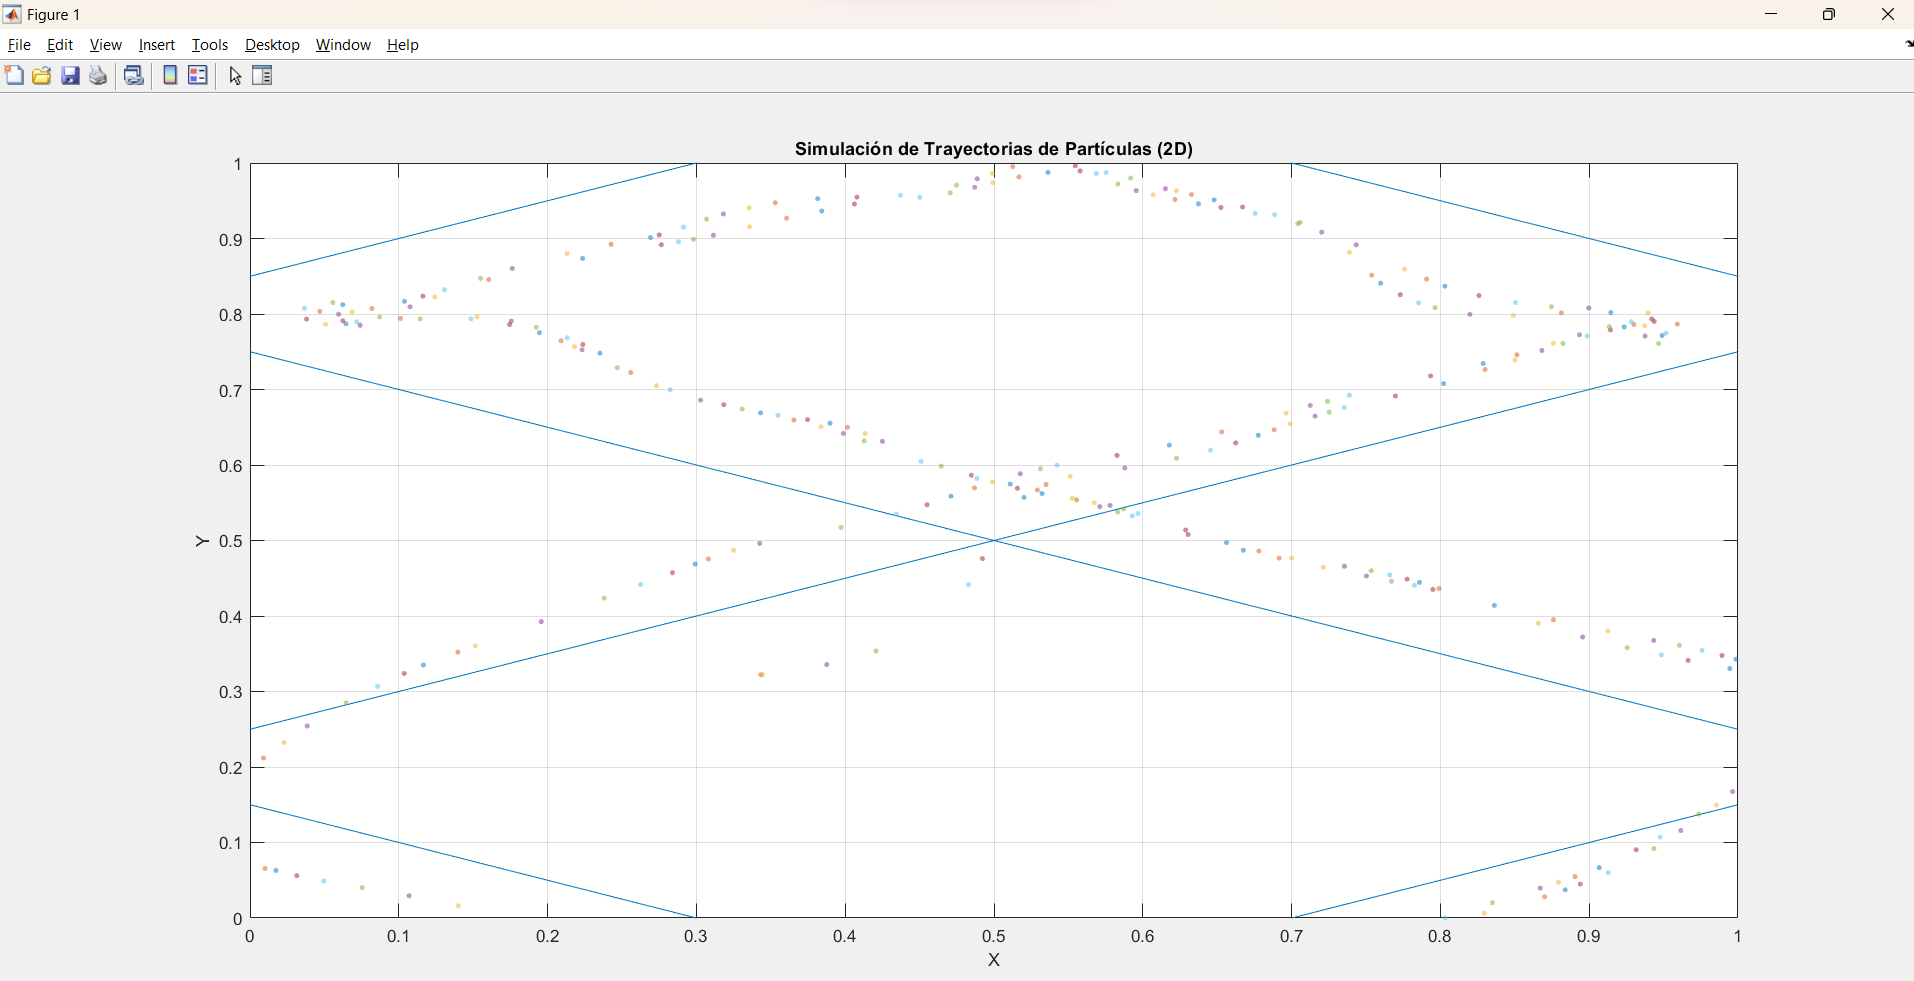 Figure 1
File Edit View Insert Tools Desktop Window Help
Simulación de Trayectorias de Partículas (2D)
1
0.9
0.8
0.7
0.6
Y 0.5
0.4
0.3
0.2
0.1
0
0 0.1 0.2 0.3 0.4 0.5 0.6 0.7 0.8 0.9 1
X